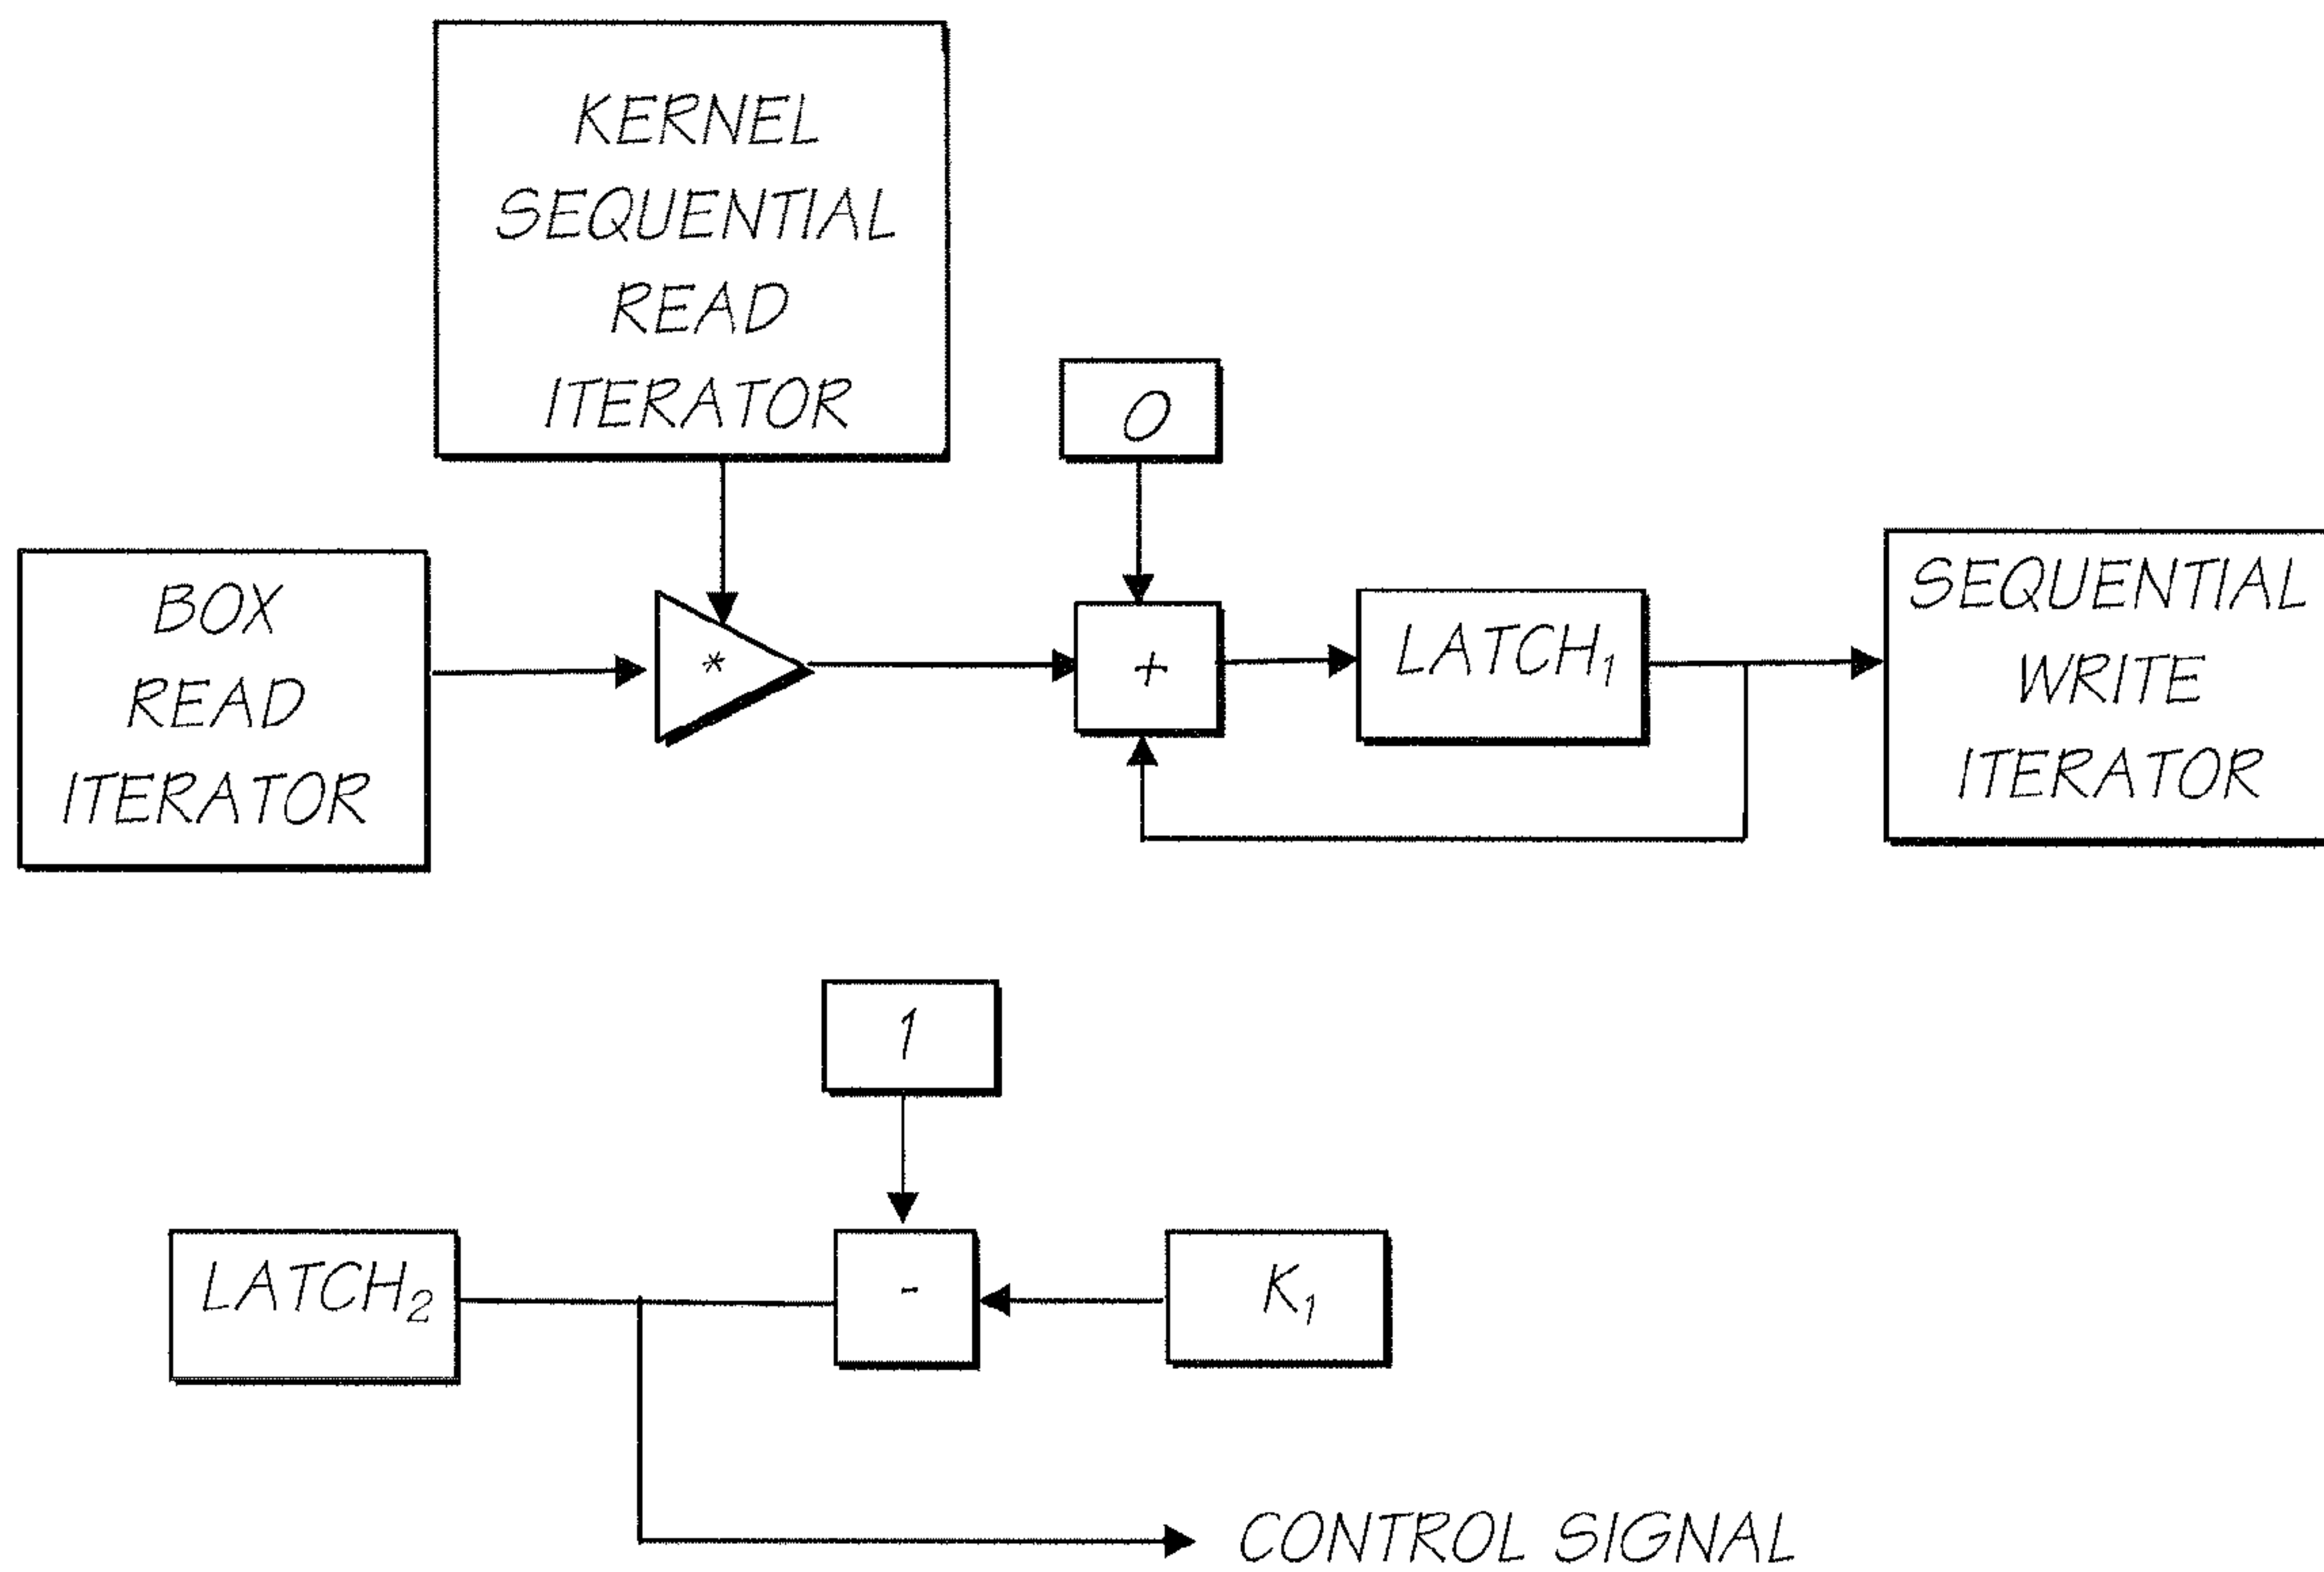 KERNEL
SEQUENTIAL
READ
ITERATOR
0
BOX
READ
ITERATOR
*
+
LATCH₁
SEQUENTIAL
WRITE
ITERATOR
1
LATCH₂
-
K₁
CONTROL SIGNAL